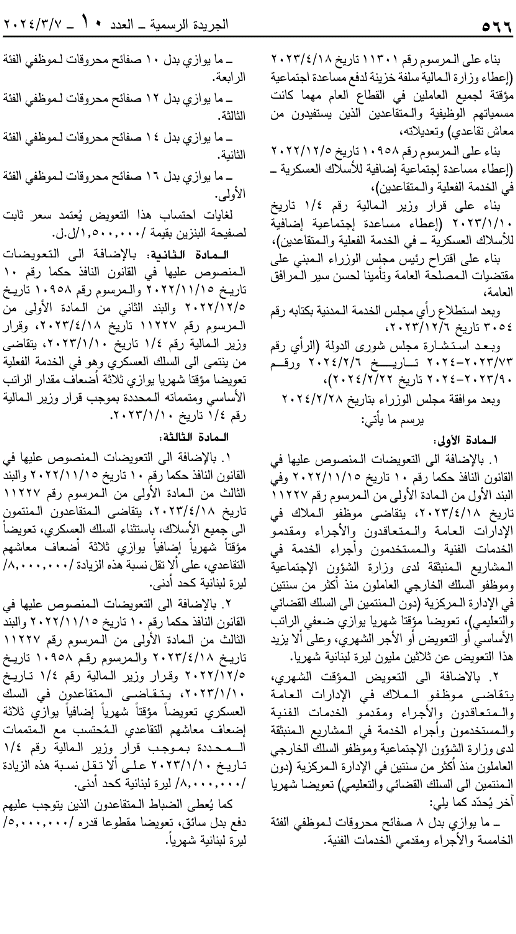 ٥٦٦
الجريدة الرسمية ــ العدد ١٠ ــ ٢٠٢٤/٣/٧
بناء على المرسوم رقم ١١٣٠١ تاريخ ٢٠٢٣/٤/١٨
(إعطاء وزارة المالية سلفة خزينة لدفع مساعدة اجتماعية
مؤقتة لجميع العاملين في القطاع العام مهما كانت
مسمياتهم الوظيفية والمتقاعدين الذين يستفيدون من
معاش تقاعدي) وتعديلاته،
بناء على المرسوم رقم ١٠٩٥٨ تاريخ ٢٠٢٢/١٢/٥
(إعطاء مساعدة إجتماعية إضافية للأسلاك العسكرية ــ
في الخدمة الفعلية والمتقاعدين)،
بناء على قرار وزير المالية رقم ١/٤ تاريخ
٢٠٢٣/١/١٠ (إعطاء مساعدة إجتماعية إضافية
للأسلاك العسكرية ــ في الخدمة الفعلية والمتقاعدين)،
بناء على اقتراح رئيس مجلس الوزراء المبني على
مقتضيات المصلحة العامة وتأمينا لحسن سير المرافق
العامة،
وبعد استطلاع رأي مجلس الخدمة المدنية بكتابه رقم
٣٠٥٤ تاريخ ٢٠٢٣/١٢/٦،
وبعد استشارة مجلس شورى الدولة (الرأي رقم
٢٠٢٣/٧٣-٢٠٢٤ تاريخ ٢٠٢٤/٢/٦ ورقم
٢٠٢٣/٩٠-٢٠٢٤ تاريخ ٢٠٢٤/٢/٢٢)،
وبعد موافقة مجلس الوزراء بتاريخ ٢٠٢٤/٢/٢٨
يرسم ما يأتي:
المادة الأولى:
١. بالإضافة الى التعويضات المنصوص عليها في
القانون النافذ حكما رقم ١٠ تاريخ ٢٠٢٢/١١/١٥ وفي
البند الأول من المادة الأولى من المرسوم رقم ١١٢٢٧
تاريخ ٢٠٢٣/٤/١٨، يتقاضى موظفو الملاك في
الإدارات العامة والمتعاقدون والأجراء ومقدمو
الخدمات الفنية والمستخدمون وأجراء الخدمة في
المشاريع المنبثقة لدى وزارة الشؤون الإجتماعية
وموظفو السلك الخارجي العاملون منذ أكثر من سنتين
في الإدارة المركزية (دون المنتمين الى السلك القضائي
والتعليمي)، تعويضا مؤقتا شهريا يوازي ضعفي الراتب
الأساسي أو التعويض أو الأجر الشهري، وعلى ألا يزيد
هذا التعويض عن ثلاثين مليون ليرة لبنانية شهريا.
٢. بالاضافة الى التعويض المؤقت الشهري،
يتقاضى موظفو الملاك في الإدارات العامة
والمتعاقدون والأجراء ومقدمو الخدمات الفنية
والمستخدمون وأجراء الخدمة في المشاريع المنبثقة
لدى وزارة الشؤون الإجتماعية وموظفو السلك الخارجي
العاملون منذ أكثر من سنتين في الإدارة المركزية (دون
المنتمين الى السلك القضائي والتعليمي) تعويضا شهريا
آخر يُحدّد كما يلي:
ــ ما يوازي بدل ٨ صفائح محروقات لموظفي الفئة
الخامسة والأجراء ومقدمي الخدمات الفنية.
ــ ما يوازي بدل ١٠ صفائح محروقات لموظفي الفئة
الرابعة.
ــ ما يوازي بدل ١٢ صفائح محروقات لموظفي الفئة
الثالثة.
ــ ما يوازي بدل ١٤ صفائح محروقات لموظفي الفئة
الثانية.
ــ ما يوازي بدل ١٦ صفائح محروقات لموظفي الفئة
الأولى.
لغايات احتساب هذا التعويض يُعتمد سعر ثابت
لصفيحة البنزين بقيمة /١,٥٠٠,٠٠٠/ل.ل.
المادة الثانية: بالإضافة الى التعويضات
المنصوص عليها في القانون النافذ حكما رقم ١٠
تاريخ ٢٠٢٢/١١/١٥ والمرسوم رقم ١٠٩٥٨ تاريخ
٢٠٢٢/١٢/٥ والبند الثاني من المادة الأولى من
المرسوم رقم ١١٢٢٧ تاريخ ٢٠٢٣/٤/١٨، وقرار
وزير المالية رقم ١/٤ تاريخ ٢٠٢٣/١/١٠، يتقاضى
من ينتمي الى السلك العسكري وهو في الخدمة الفعلية
تعويضا مؤقتا شهريا يوازي ثلاثة أضعاف مقدار الراتب
الأساسي ومتمماته المحددة بموجب قرار وزير المالية
رقم ١/٤ تاريخ ٢٠٢٣/١/١٠.
المادة الثالثة:
١. بالإضافة الى التعويضات المنصوص عليها في
القانون النافذ حكما رقم ١٠ تاريخ ٢٠٢٢/١١/١٥ والبند
الثالث من المادة الأولى من المرسوم رقم ١١٢٢٧
تاريخ ٢٠٢٣/٤/١٨، يتقاضى المتقاعدون المنتمون
الى جميع الأسلاك، باستثناء السلك العسكري، تعويضاً
مؤقتاً شهرياً إضافياً يوازي ثلاثة أضعاف معاشهم
التقاعدي، على ألا تقل نسبة هذه الزيادة /٨,٠٠٠,٠٠٠/
ليرة لبنانية كحد أدنى.
٢. بالإضافة الى التعويضات المنصوص عليها في
القانون النافذ حكما رقم ١٠ تاريخ ٢٠٢٢/١١/١٥ والبند
الثالث من المادة الأولى من المرسوم رقم ١١٢٢٧
تاريخ ٢٠٢٣/٤/١٨ والمرسوم رقم ١٠٩٥٨ تاريخ
٢٠٢٢/١٢/٥ وقرار وزير المالية رقم ١/٤ تاريخ
٢٠٢٣/١/١٠، يتقاضى المتقاعدون في السك
العسكري تعويضاً مؤقتاً شهرياً إضافياً يوازي ثلاثة
إضعاف معاشهم التقاعدي المُحتسب مع المتممات
المحددة بموجب قرار وزير المالية رقم ١/٤
تاريخ ٢٠٢٣/١/١٠ على ألا تقل نسبة هذه الزيادة
/٨,٠٠٠,٠٠٠/ ليرة لبنانية كحد أدنى.
كما يُعطى الضباط المتقاعدون الذين يتوجب عليهم
دفع بدل سائق، تعويضا مقطوعا قدره /٥,٠٠٠,٠٠٠/
ليرة لبنانية شهرياً.